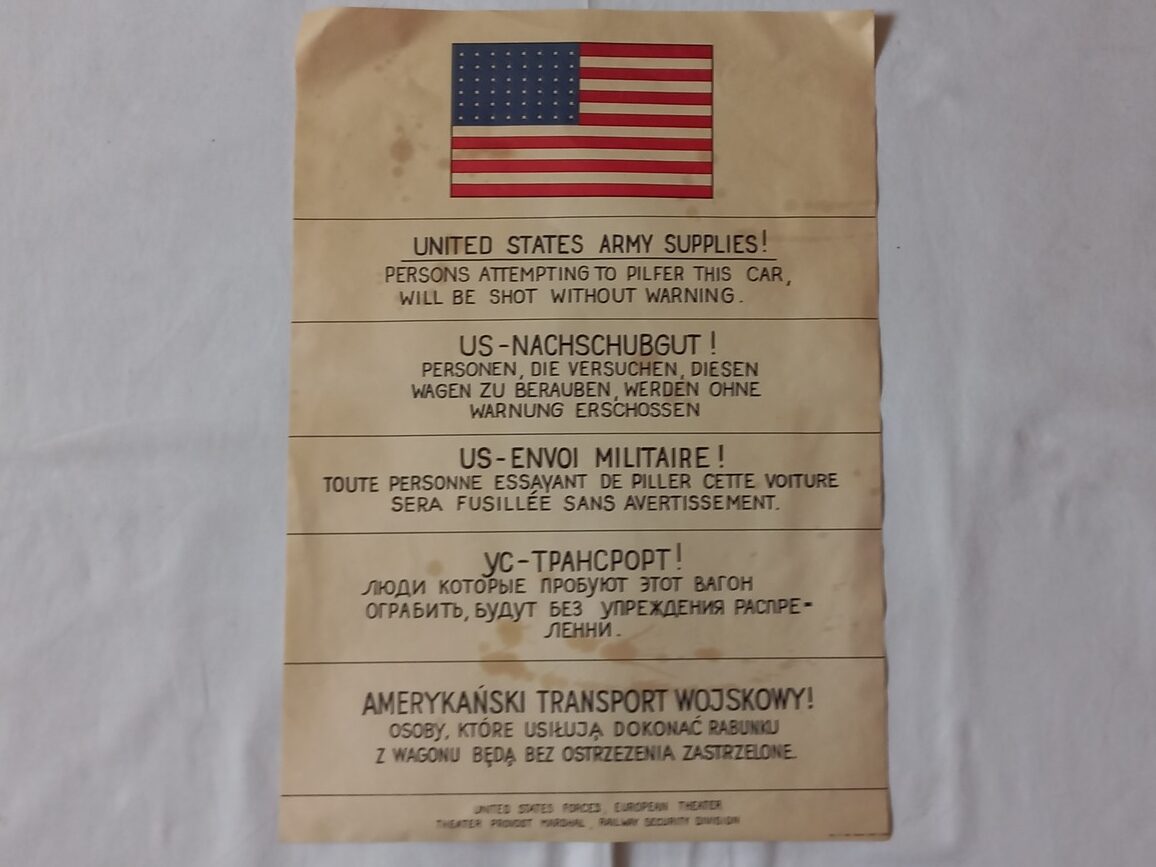 UNITED STATES ARMY SUPPLIES!
PERSONS ATTEMPTING TO PILFER THIS CAR,
WILL BE SHOT WITHOUT WARNING.
US-NACHSCHUBGUT!
PERSONEN, DIE VERSUCHEN, DIESEN
WAGEN ZU BERAUBEN, WERDEN OHNE
WARNUNG ERSCHOSSEN
US-ENVOI MILITAIRE!
TOUTE PERSONNE ESSAYANT DE PILLER CETTE VOITURE
SERA FUSILLÉE SANS AVERTISSEMENT.
УС-ТРАНСРОРТ!
ЛЮДИ КОТОРЫЕ ПРОБУЮТ ЭТОТ ВАГОН
ОГРАБИТЬ, БУДУТ БЕЗ УПРЕЖДЕНИЯ РАСПРЕ-
ЛЕННИ.
AMERYKAŃSKI TRANSPORT WOJSKOWY!
OSOBY, KTÓRE USIŁUJĄ DOKONAĆ RABUNKU
Z WAGONU BĘDĄ BEZ OSTRZEZENIA ZASTRZELONE.
UNITED STATES FORCES, EUROPEAN THEATER
THEATER PROVOST MARSHAL, RAILWAY SECURITY DIVISION